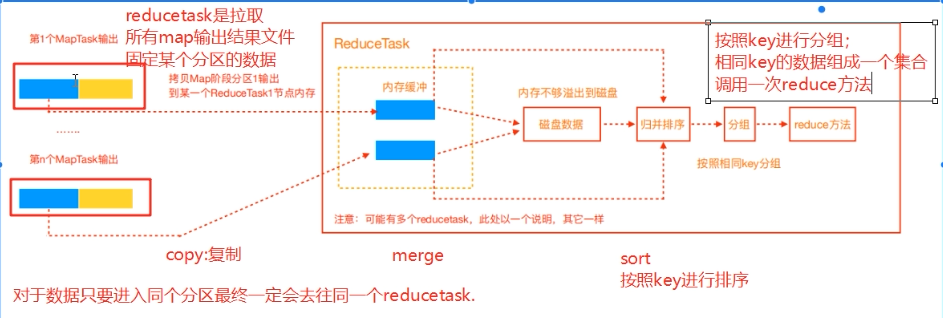 reducetask是拉取
所有map输出结果文件
固定某个分区的数据
第1个MapTask输出
拷贝Map阶段分区1输出
到某一个ReduceTask1节点内存
.......
第n个MapTask输出
ReduceTask
内存缓冲
内存不够溢出到磁盘
磁盘数据
归并排序
分组
reduce方法
按照相同key分组
注意：可能有多个reducetask，此处以一个说明，其它一样
按照key进行分组；
相同key的数据组成一个集合
调用一次reduce方法
copy:复制
merge
sort
按照key进行排序
对于数据只要进入同个分区最终一定会去往同一个reducetask.